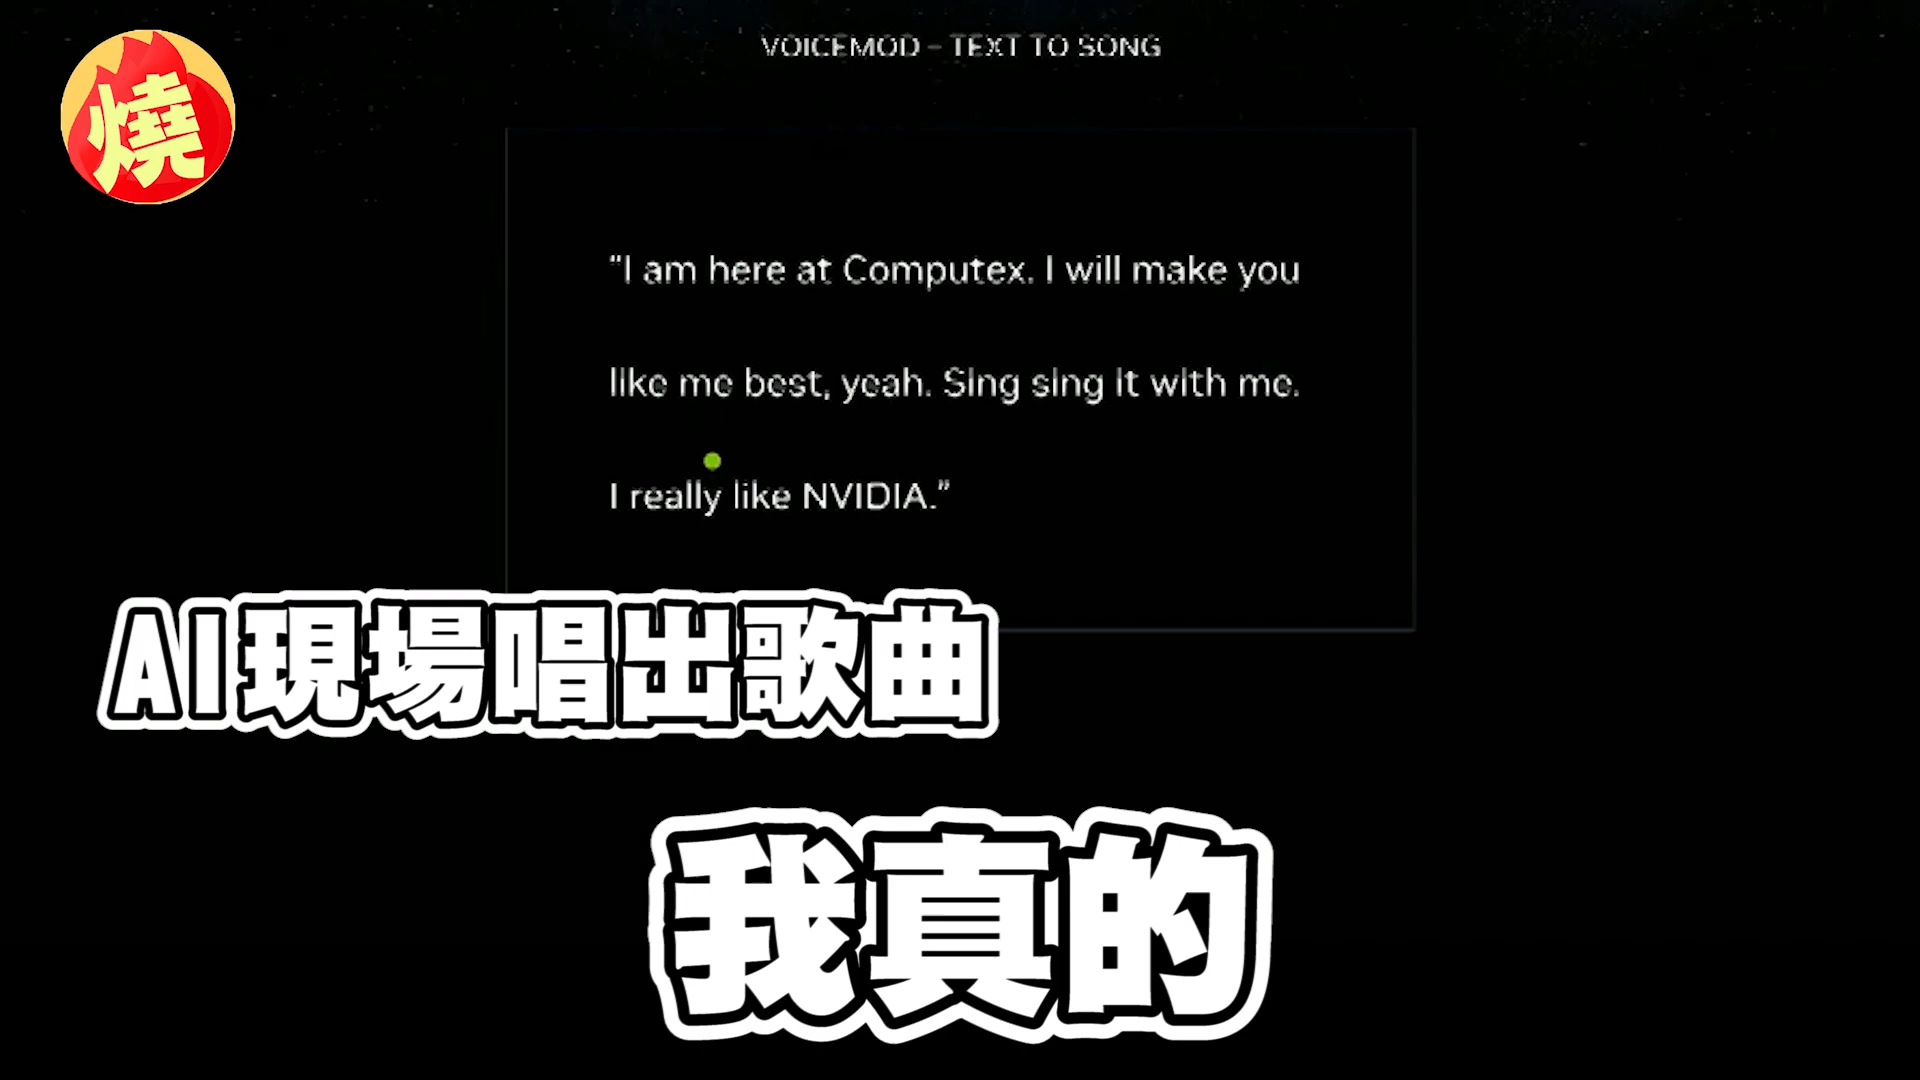 燒
VOICEMOD – TEXT TO SONG
“I am here at Computex. I will make you
like me best, yeah. Sing sing it with me.
I really like NVIDIA.”
AI現場唱出歌曲
我真的